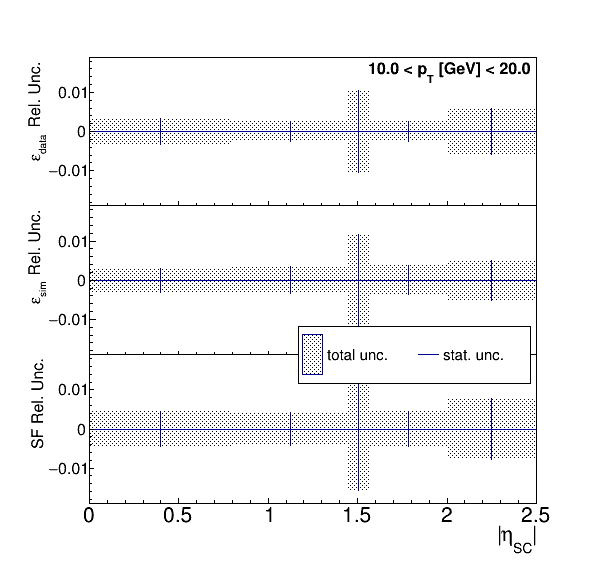 10.0 < p_T [GeV] < 20.0
ε_data Rel. Unc.
0.01
0
−0.01
ε_sim Rel. Unc.
0.01
0
−0.01
total unc. stat. unc.
SF Rel. Unc.
0.01
0
−0.01
0 0.5 1 1.5 2 2.5
|η_SC|